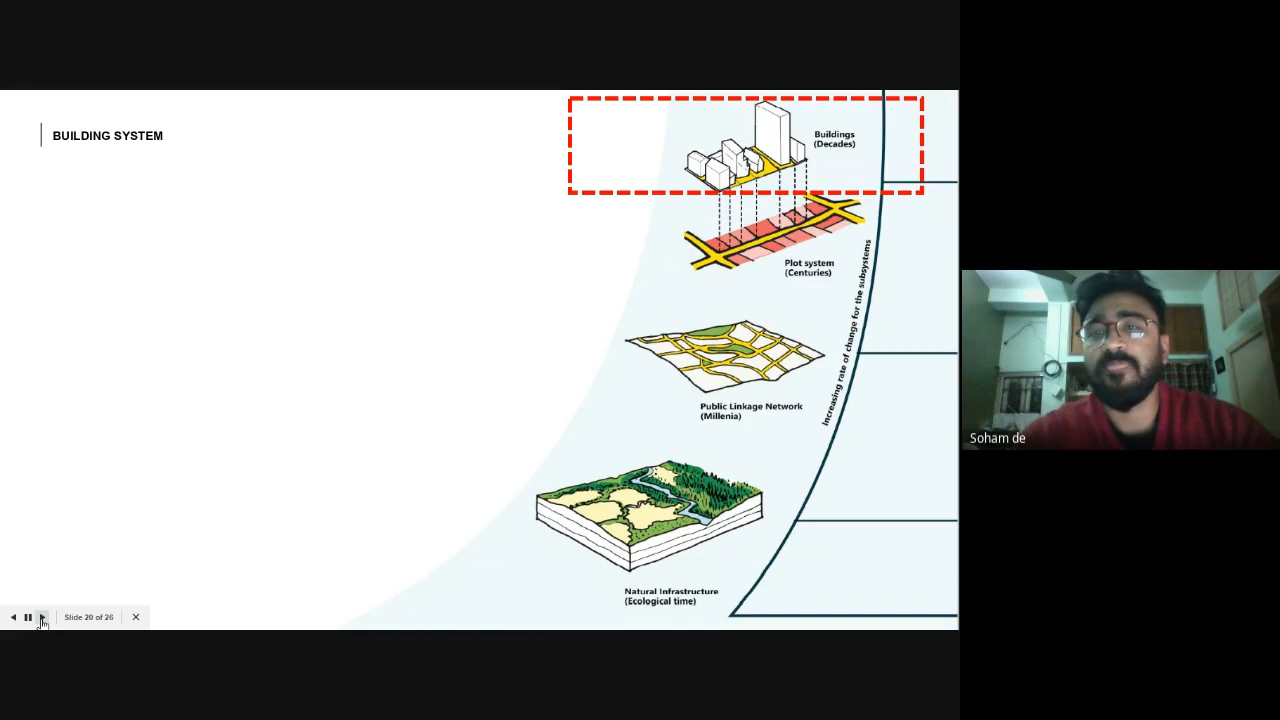 BUILDING SYSTEM
Buildings
(Decades)
Plot system
(Centuries)
Increasing rate of change for the subsystems
Public Linkage Network
(Millenia)
Natural Infrastructure
(Ecological time)
Slide 20 of 26
Soham de